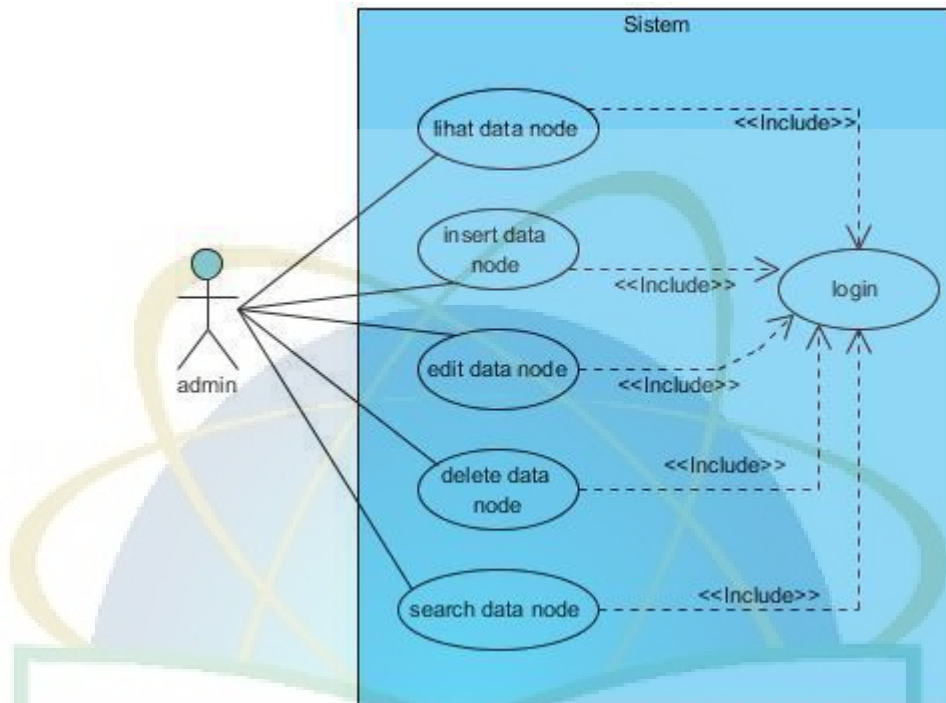 Sistem
lihat data node
<<Include>>
insert data
node
<<Include>>
login
admin
edit data node
<<Include>>
delete data
node
<<Include>>
search data node
<<Include>>